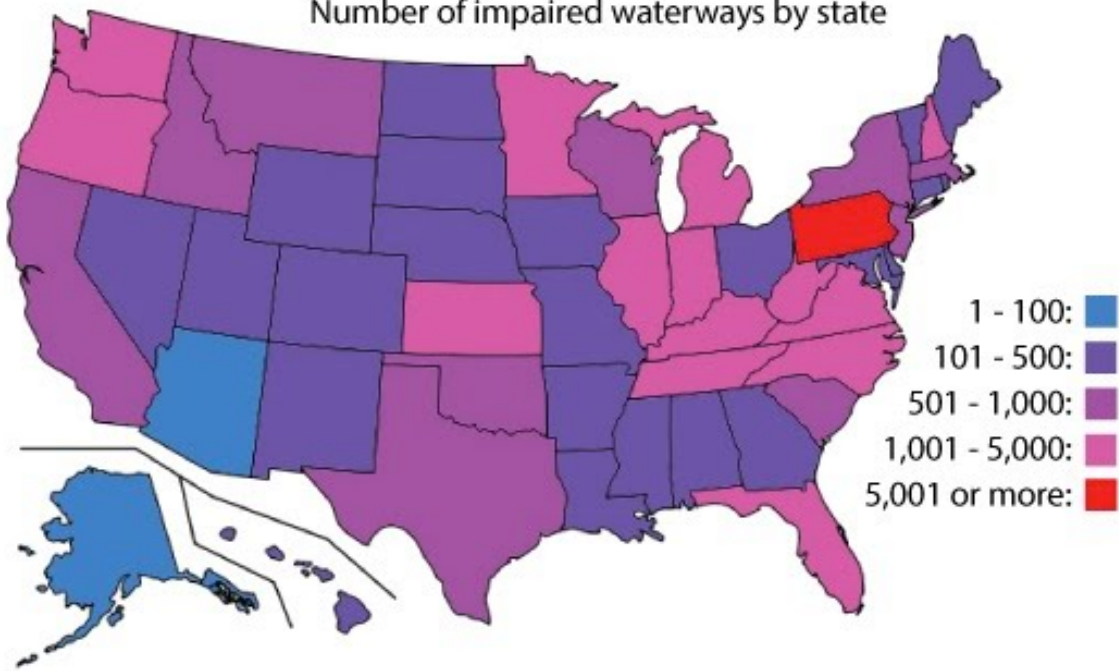 Number of impaired waterways by state
1 - 100:
101 - 500:
501 - 1,000:
1,001 - 5,000:
5,001 or more: